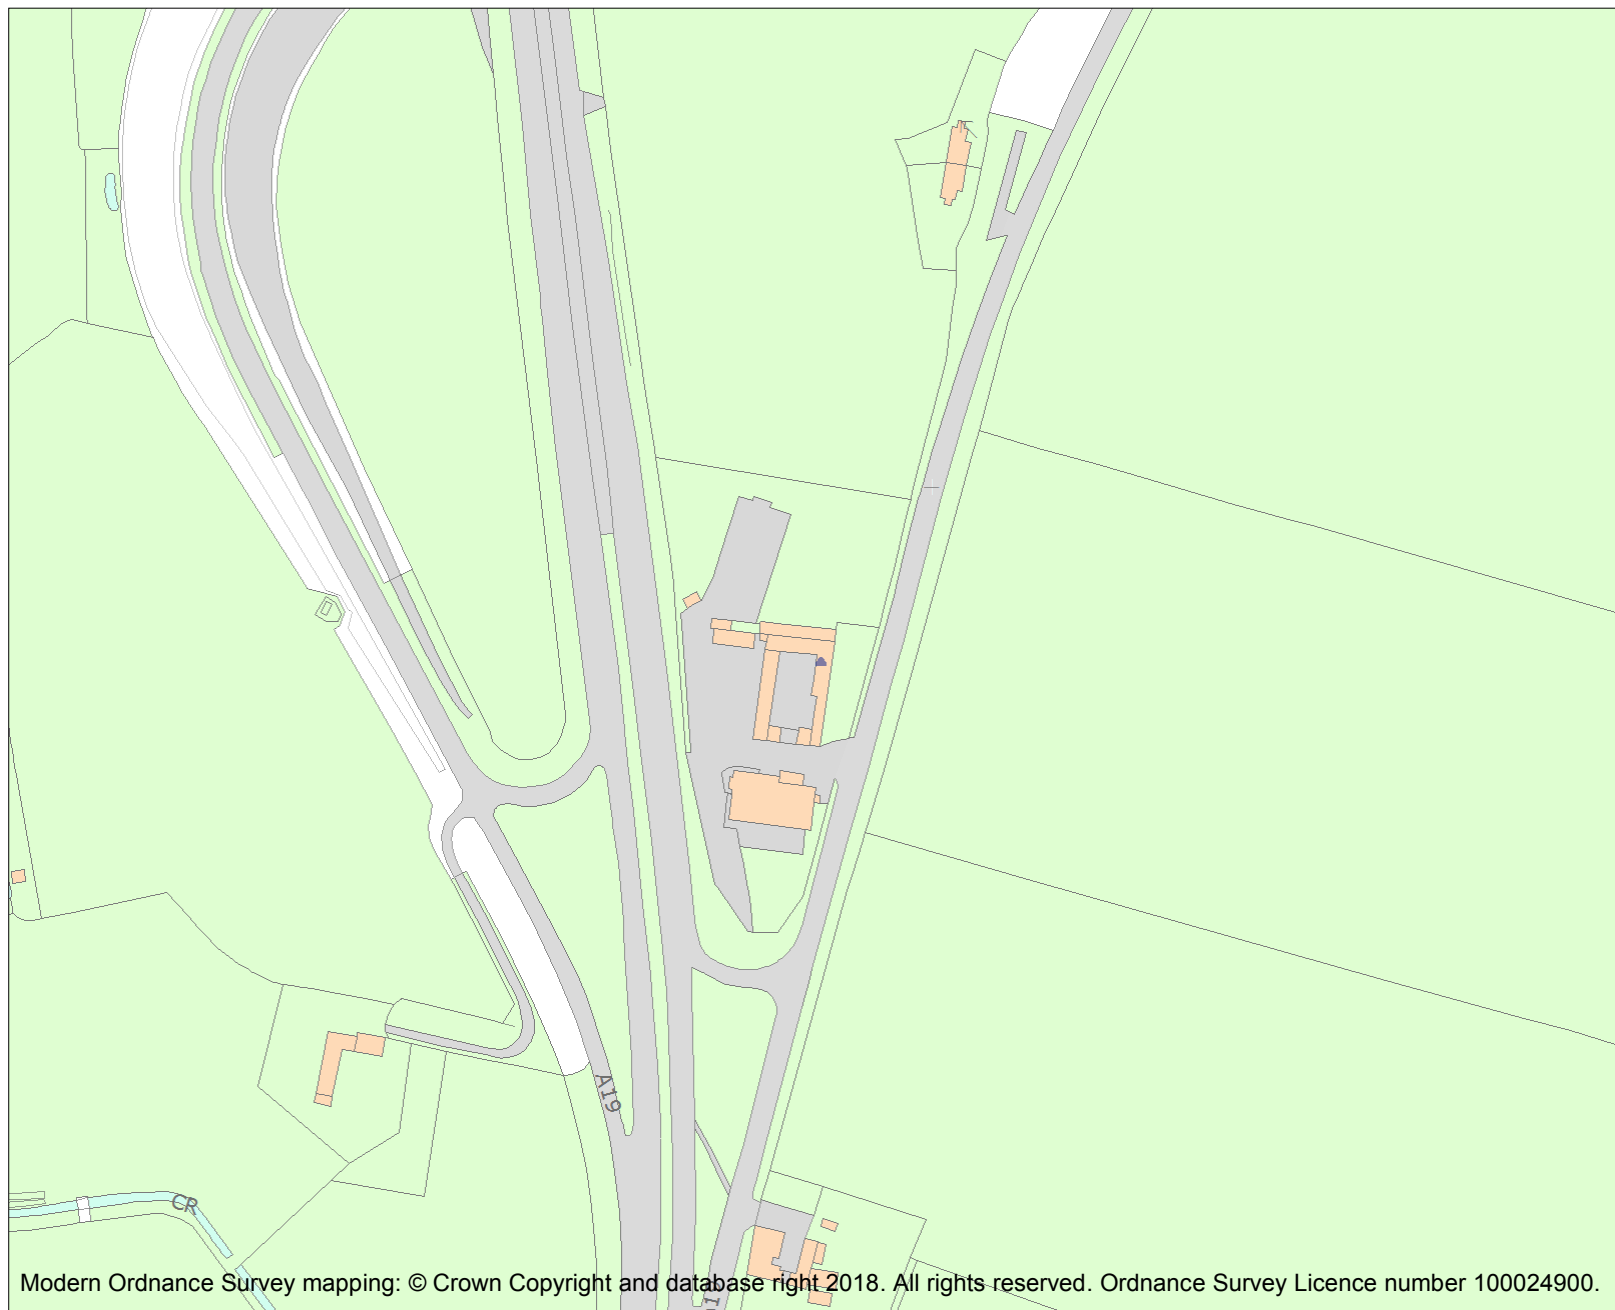 A19
CR
Modern Ordnance Survey mapping: © Crown Copyright and database right 2018. All rights reserved. Ordnance Survey Licence number 100024900.